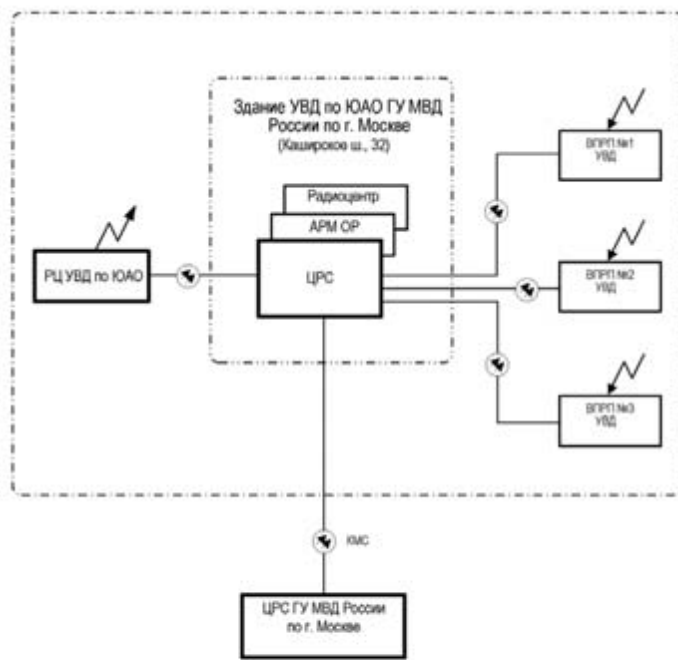 Здание УВД по ЮАО ГУ МВД
России по г. Москве
(Каширское ш., 32)
Радиоцентр
АРМ ОР
ЦРС
РЦ УВД по ЮАО
ВПРП №1
УВД
ВПРП №2
УВД
ВПРП №3
УВД
КМС
ЦРС ГУ МВД России
по г. Москве